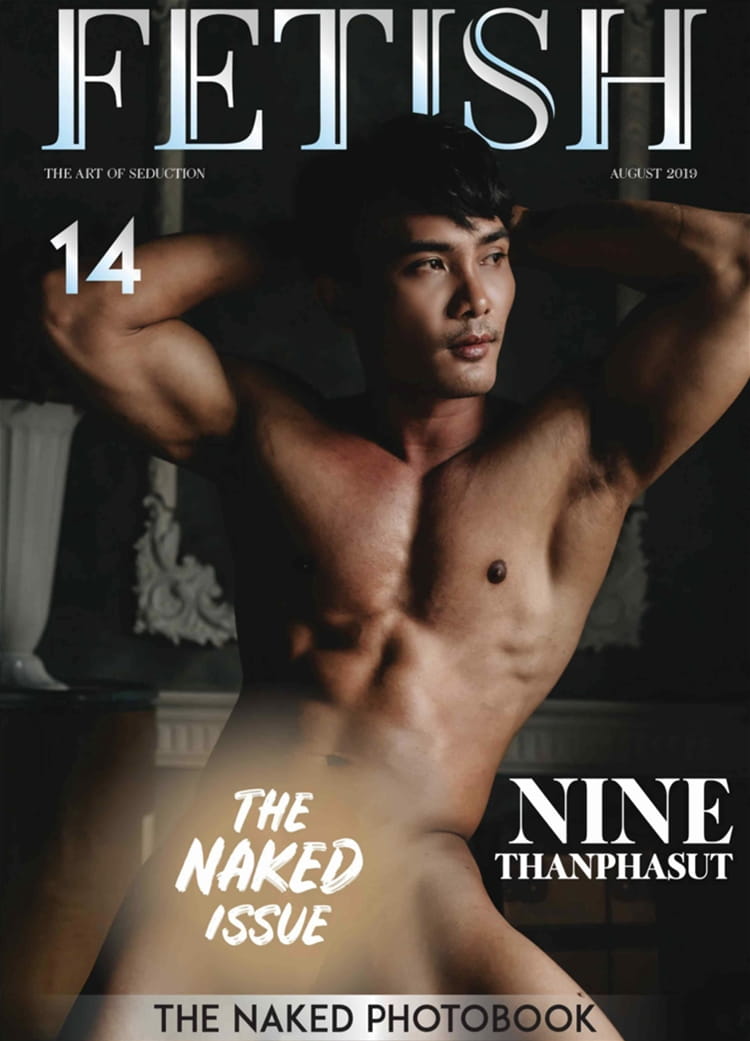 FETISH
THE ART OF SEDUCTION
AUGUST 2019
14
THE
NAKED
ISSUE
NINE
THANPHASUT
THE NAKED PHOTOBOOK